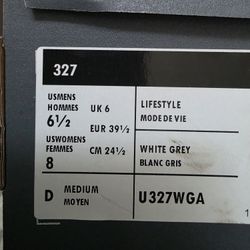 327
USMENS
HOMMES
6½
UK 6
EUR 39½
USWOMENS
FEMMES
8
CM 24½
LIFESTYLE
MODE DE VIE
WHITE GREY
BLANC GRIS
D
MEDIUM
MOYEN
U327WGA
1